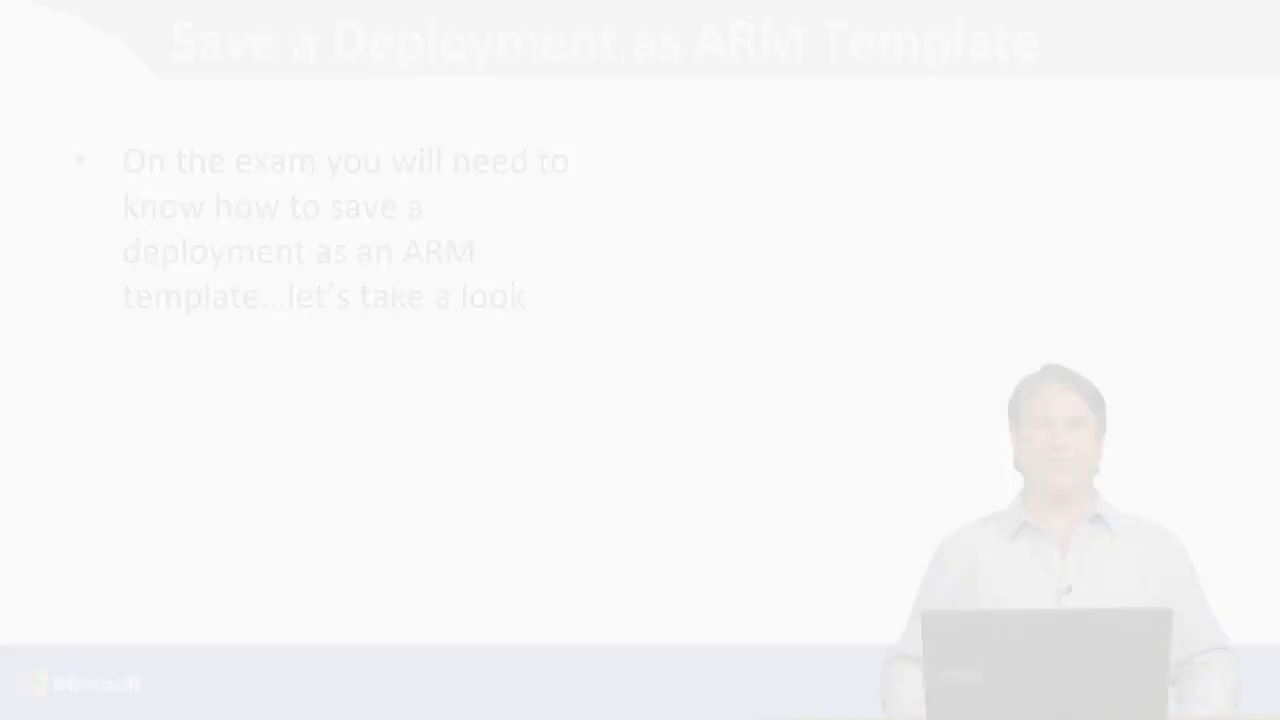 Save a Deployment as ARM Template
• On the exam you will need to
know how to save a
deployment as an ARM
template...let's take a look
Microsoft